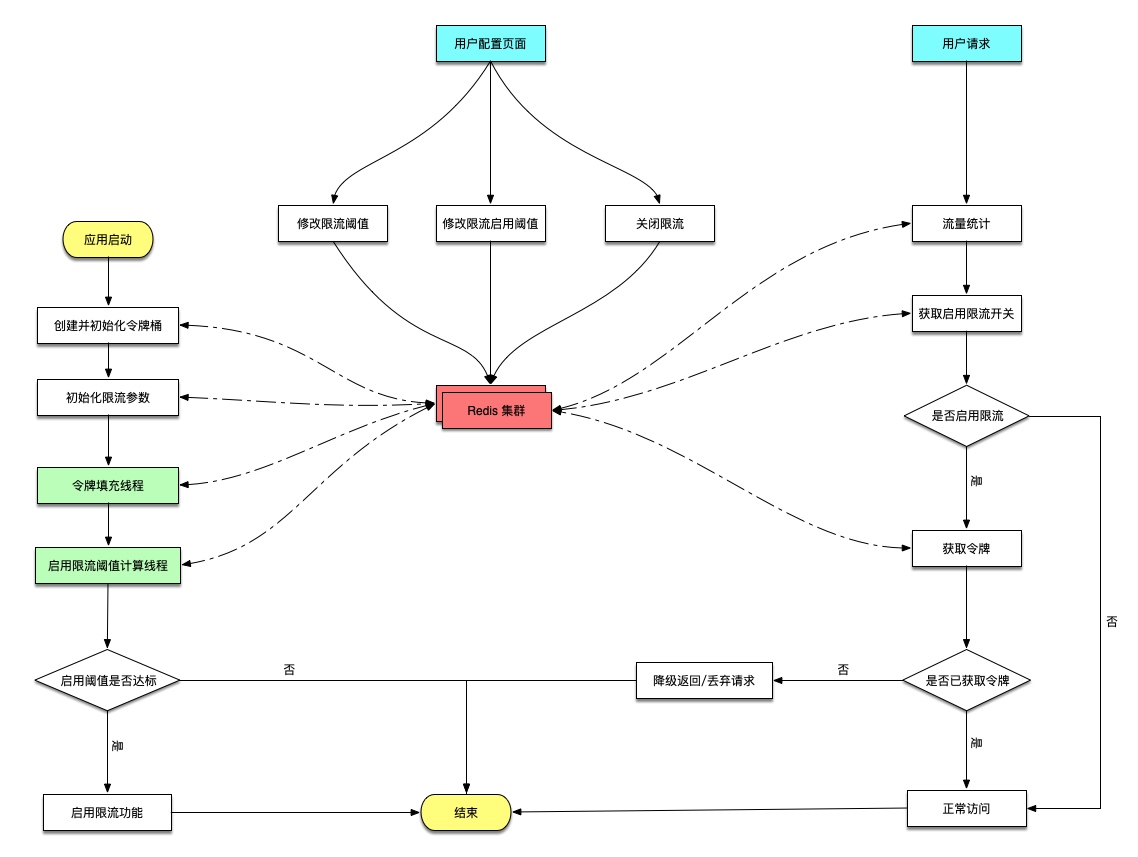 用户配置页面
用户请求
修改限流阈值
修改限流启用阈值
关闭限流
流量统计
应用启动
获取启用限流开关
创建并初始化令牌桶
初始化限流参数
Redis 集群
是否启用限流
是
令牌填充线程
获取令牌
启用限流阈值计算线程
否
启用阈值是否达标
否
降级返回/丢弃请求
否
是否已获取令牌
是
是
启用限流功能
结束
正常访问